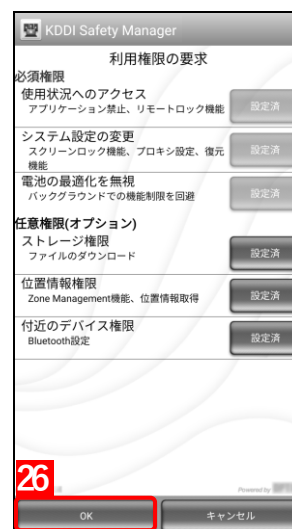 KDDI Safety Manager
利用権限の要求
必須権限
使用状況へのアクセス
アプリケーション禁止、リモートロック機能
設定済
システム設定の変更
スクリーンロック機能、プロキシ設定、復元
機能
設定済
電池の最適化を無視
バックグラウンドでの機能制限を回避
設定済
任意権限(オプション)
ストレージ権限
ファイルのダウンロード
設定済
位置情報権限
Zone Management機能、位置情報取得
設定済
付近のデバイス権限
Bluetooth設定
設定済
26
Powered by
OK
キャンセル